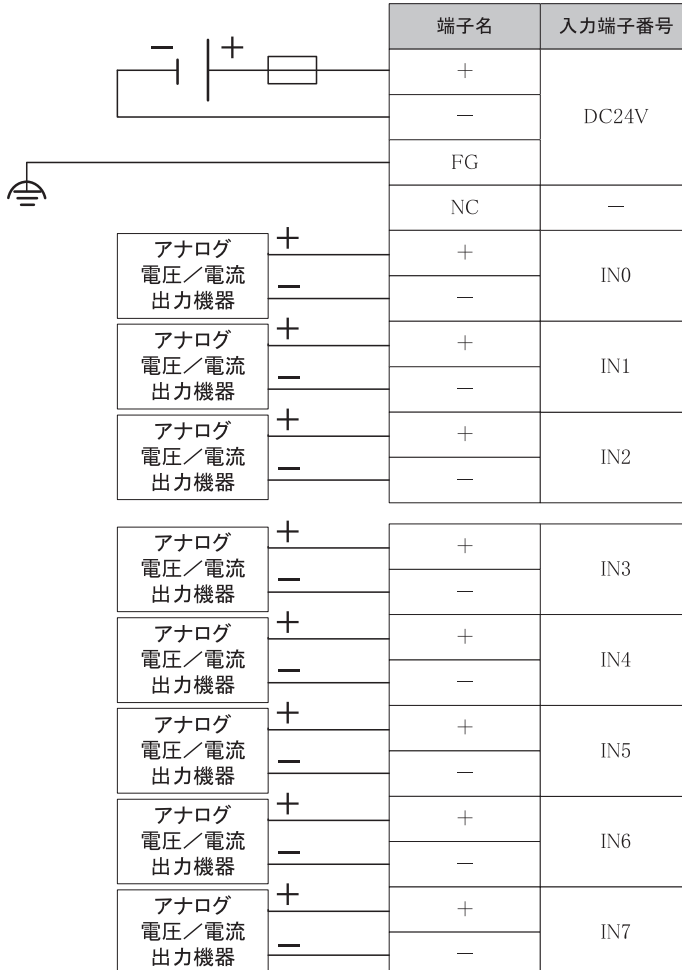 端子名 入力端子番号
− +
+
− DC24V
FG
NC −
アナログ
電圧／電流
出力機器
+ +
− − IN0
アナログ
電圧／電流
出力機器
+ +
− − IN1
アナログ
電圧／電流
出力機器
+ +
− − IN2
アナログ
電圧／電流
出力機器
+ +
− − IN3
アナログ
電圧／電流
出力機器
+ +
− − IN4
アナログ
電圧／電流
出力機器
+ +
− − IN5
アナログ
電圧／電流
出力機器
+ +
− − IN6
アナログ
電圧／電流
出力機器
+ +
− − IN7